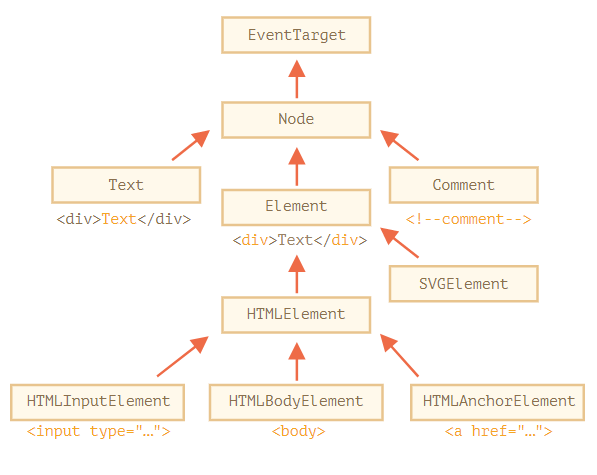 EventTarget
Node
Text
Comment
<div>Text</div>
<!--comment-->
Element
<div>Text</div>
SVGElement
HTMLElement
HTMLInputElement
HTMLBodyElement
HTMLAnchorElement
<input type="…">
<body>
<a href="…">